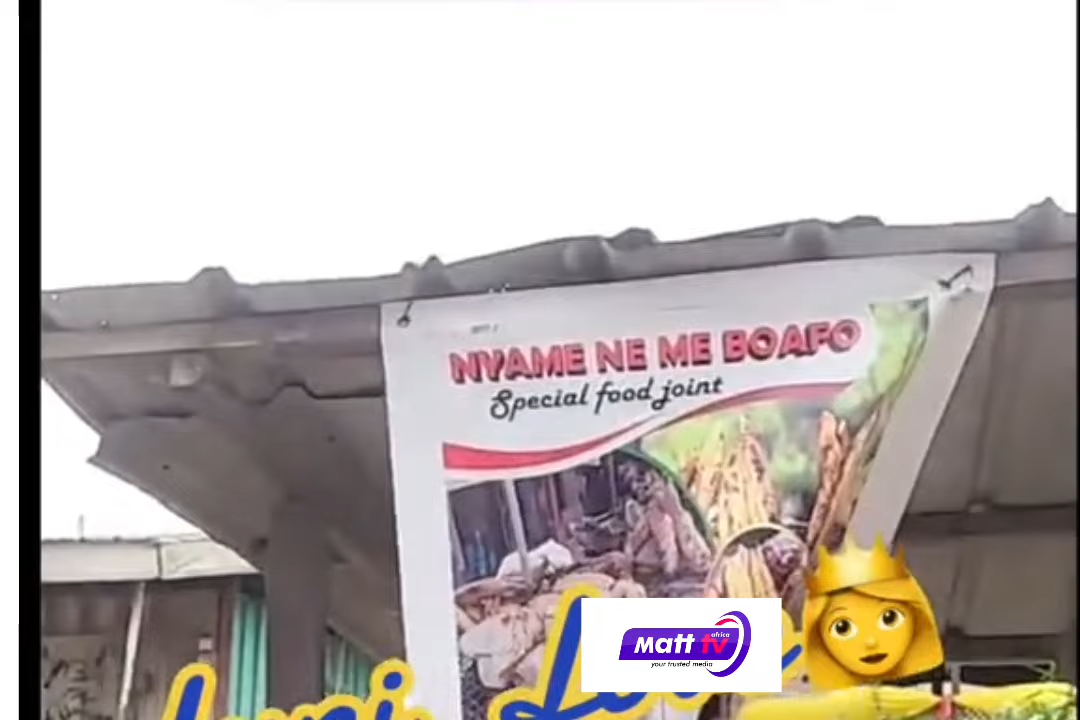 NYAME NE ME BOAFO
Special food joint
Matt tv
africa
your trusted media